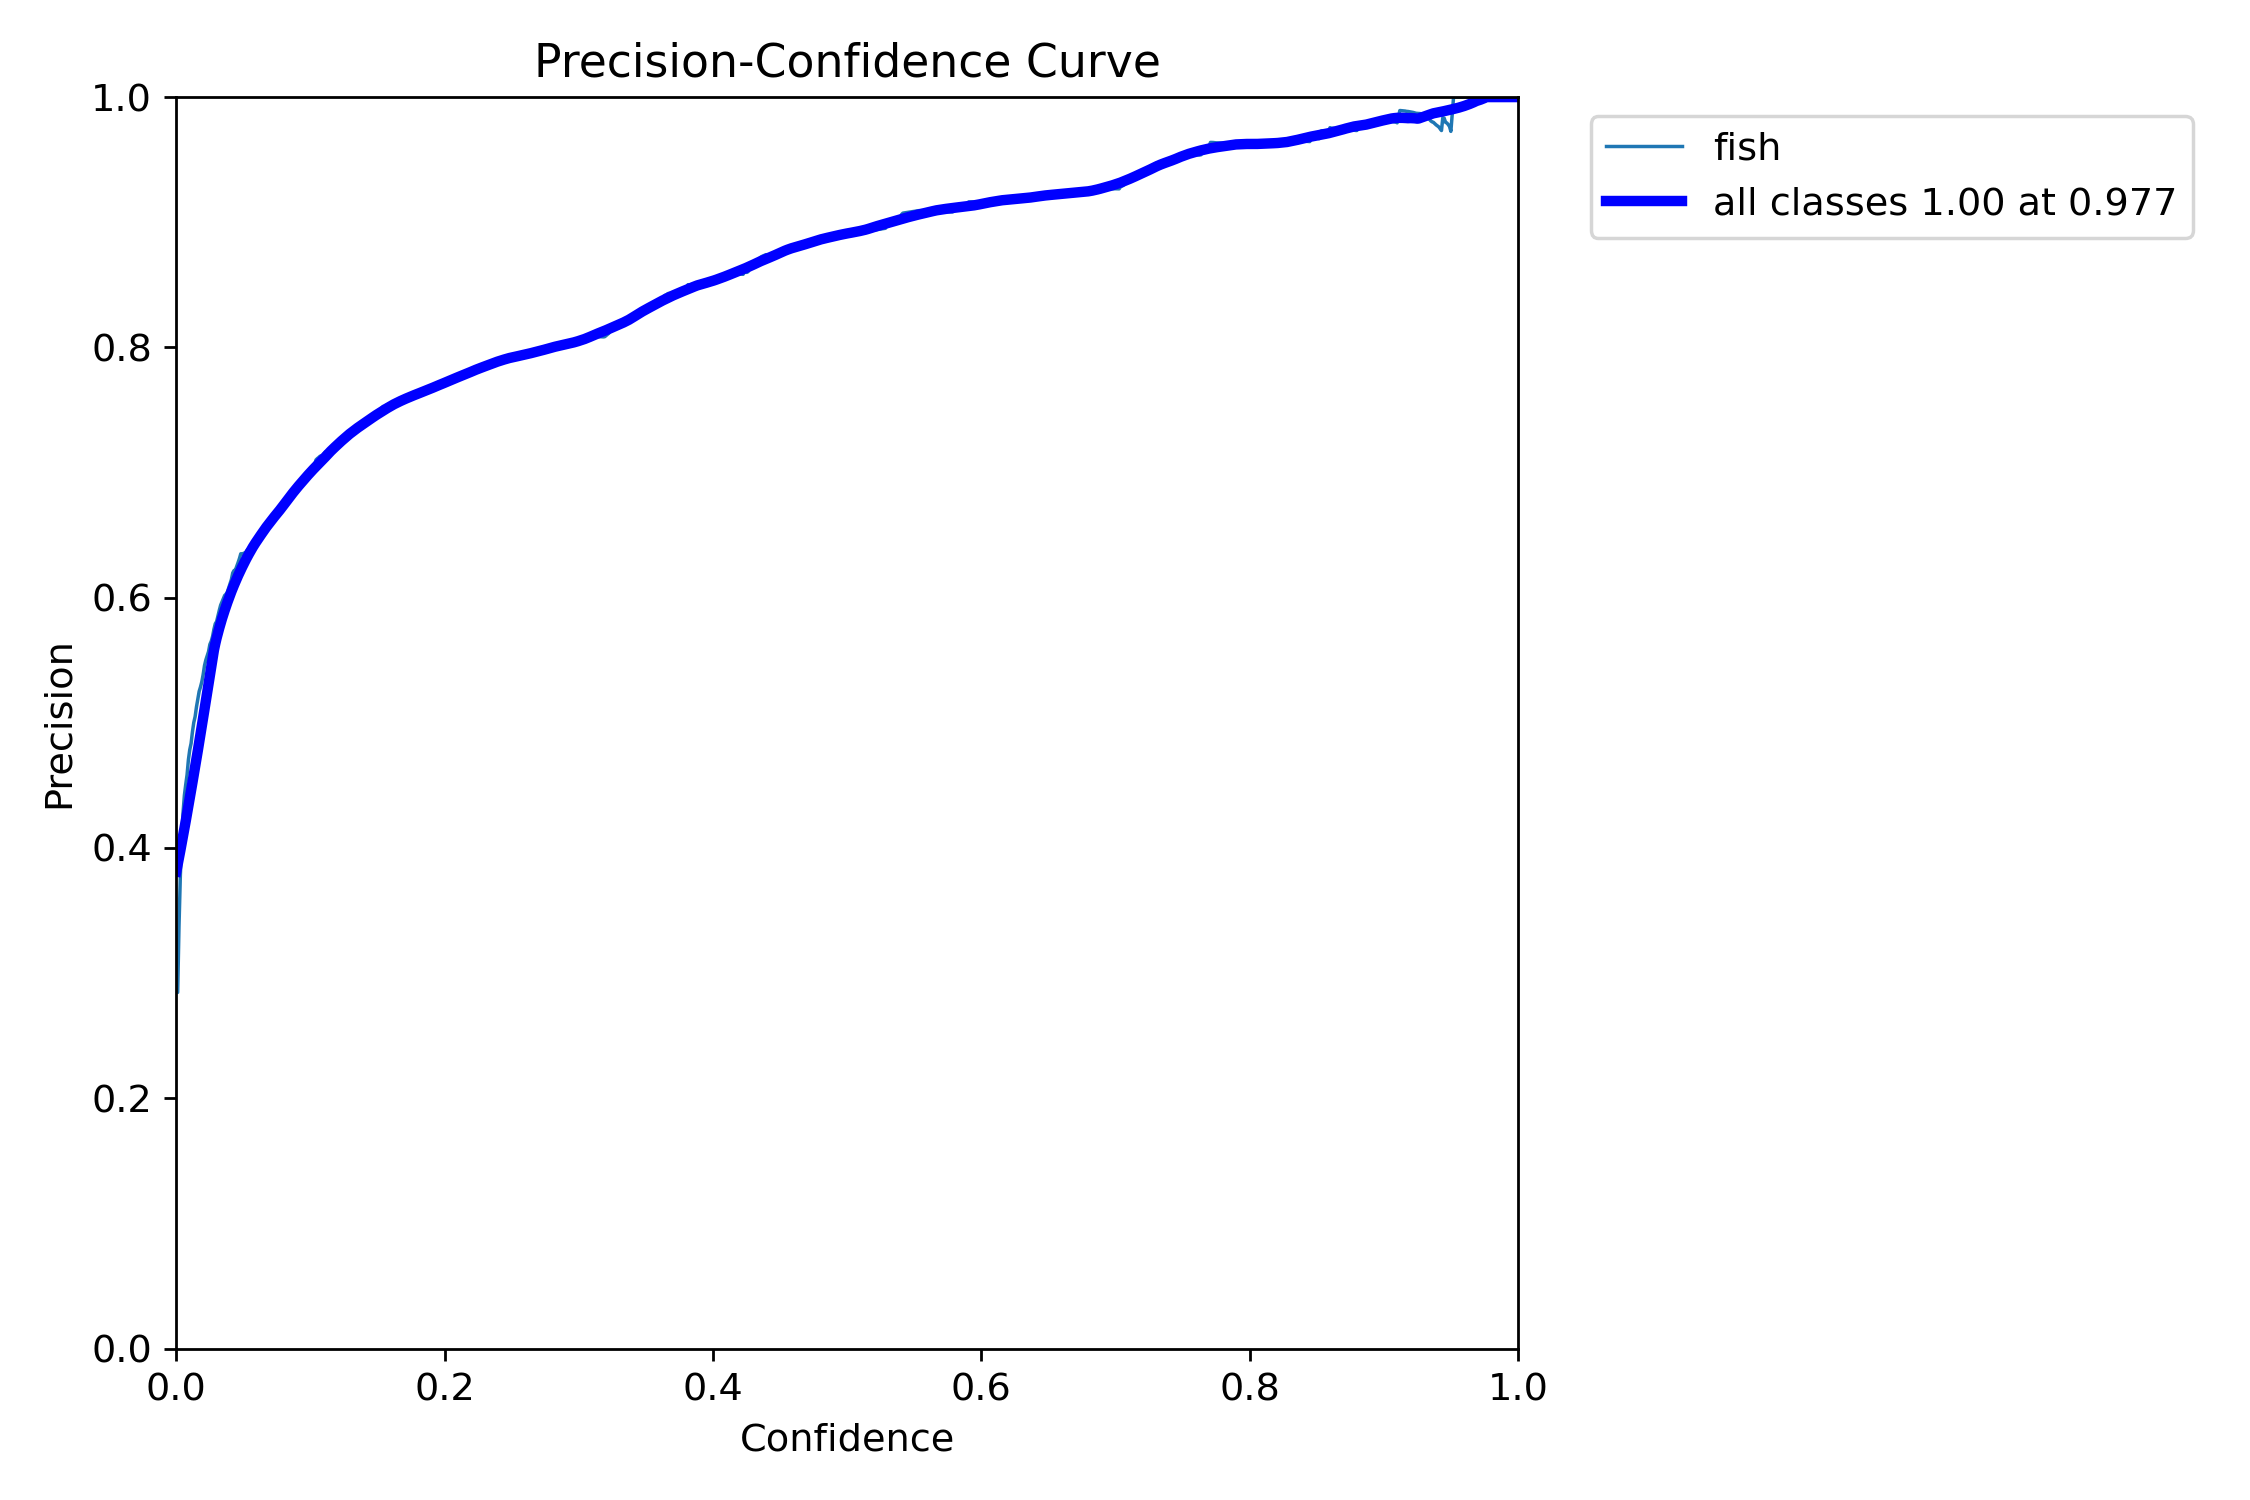 Precision-Confidence Curve
1.0
0.8
0.6
0.4
0.2
0.0
Precision
0.0 0.2 0.4 0.6 0.8 1.0
Confidence
fish
all classes 1.00 at 0.977